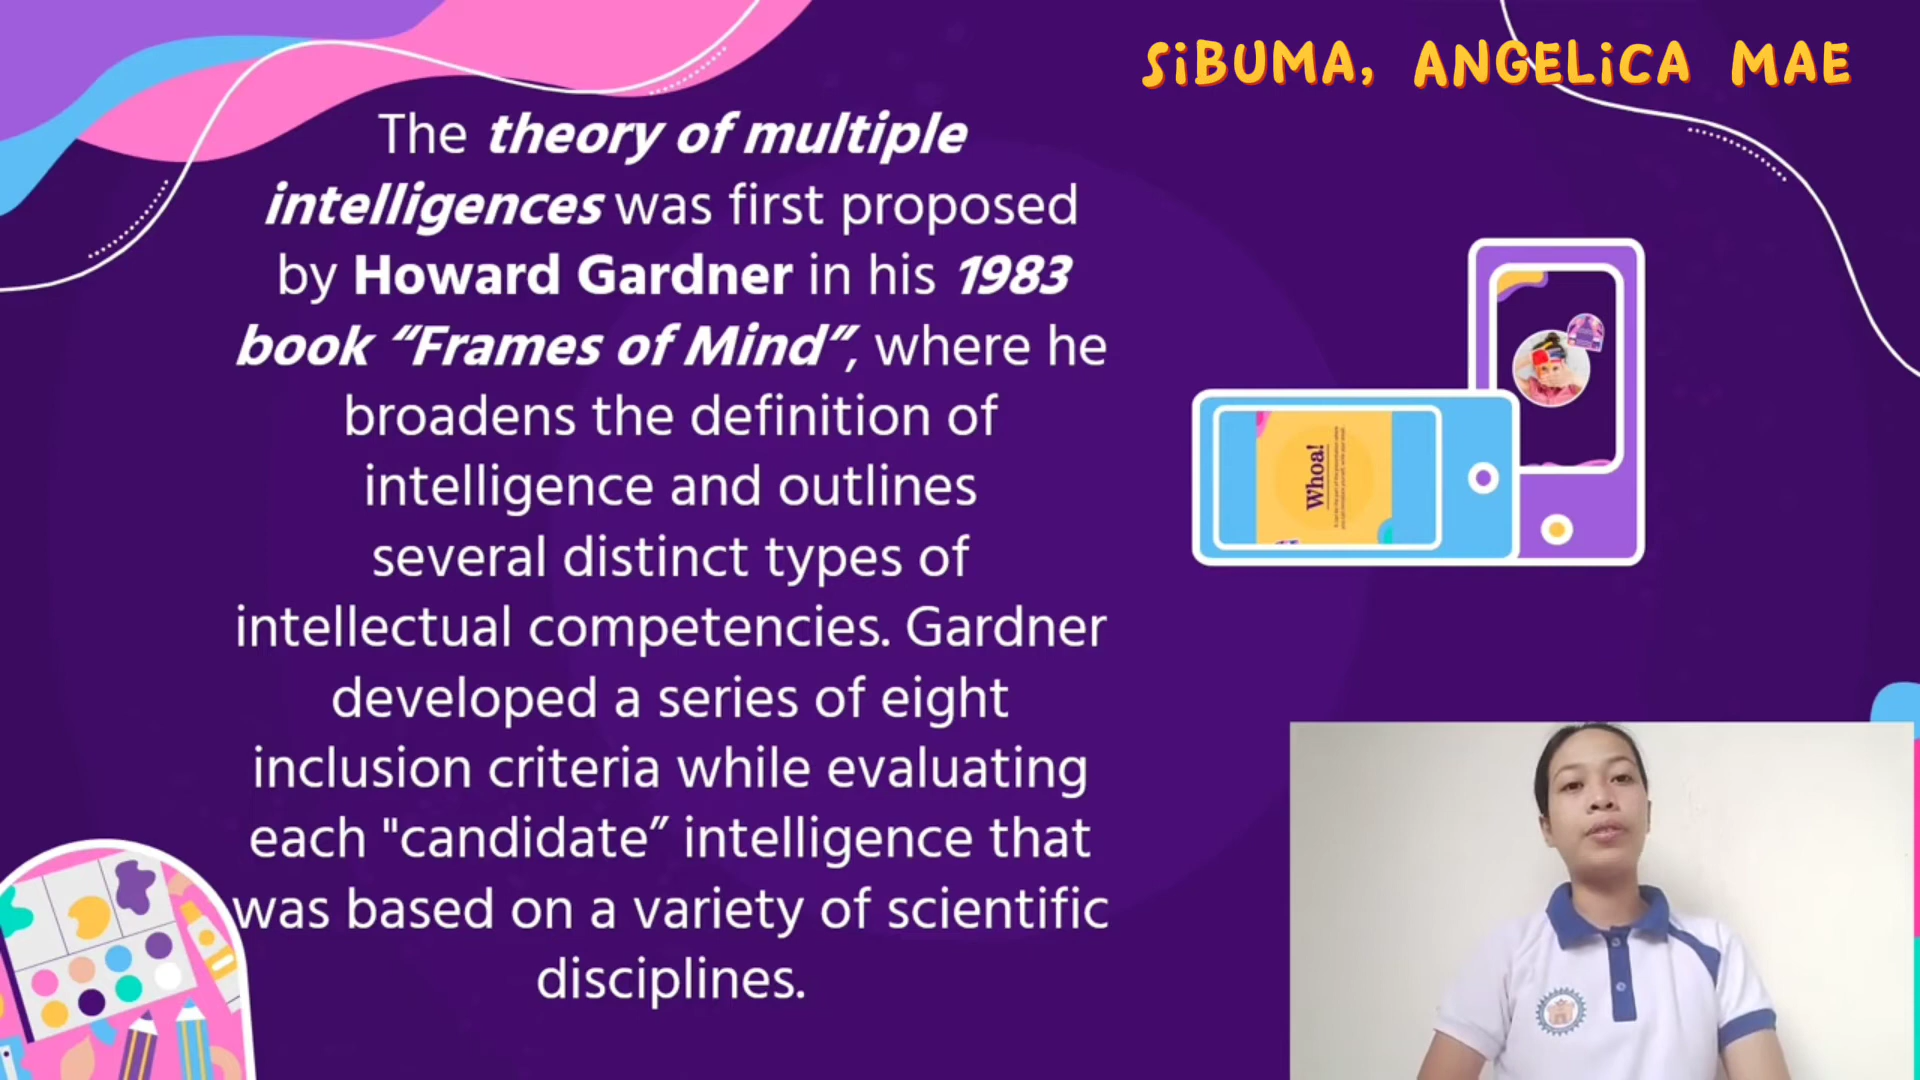 SiBUMA, ANGELiCA MAE
The theory of multiple
intelligences was first proposed
by Howard Gardner in his 1983
book “Frames of Mind”, where he
broadens the definition of
intelligence and outlines
several distinct types of
intellectual competencies. Gardner
developed a series of eight
inclusion criteria while evaluating
each "candidate” intelligence that
was based on a variety of scientific
disciplines.
Whoa!